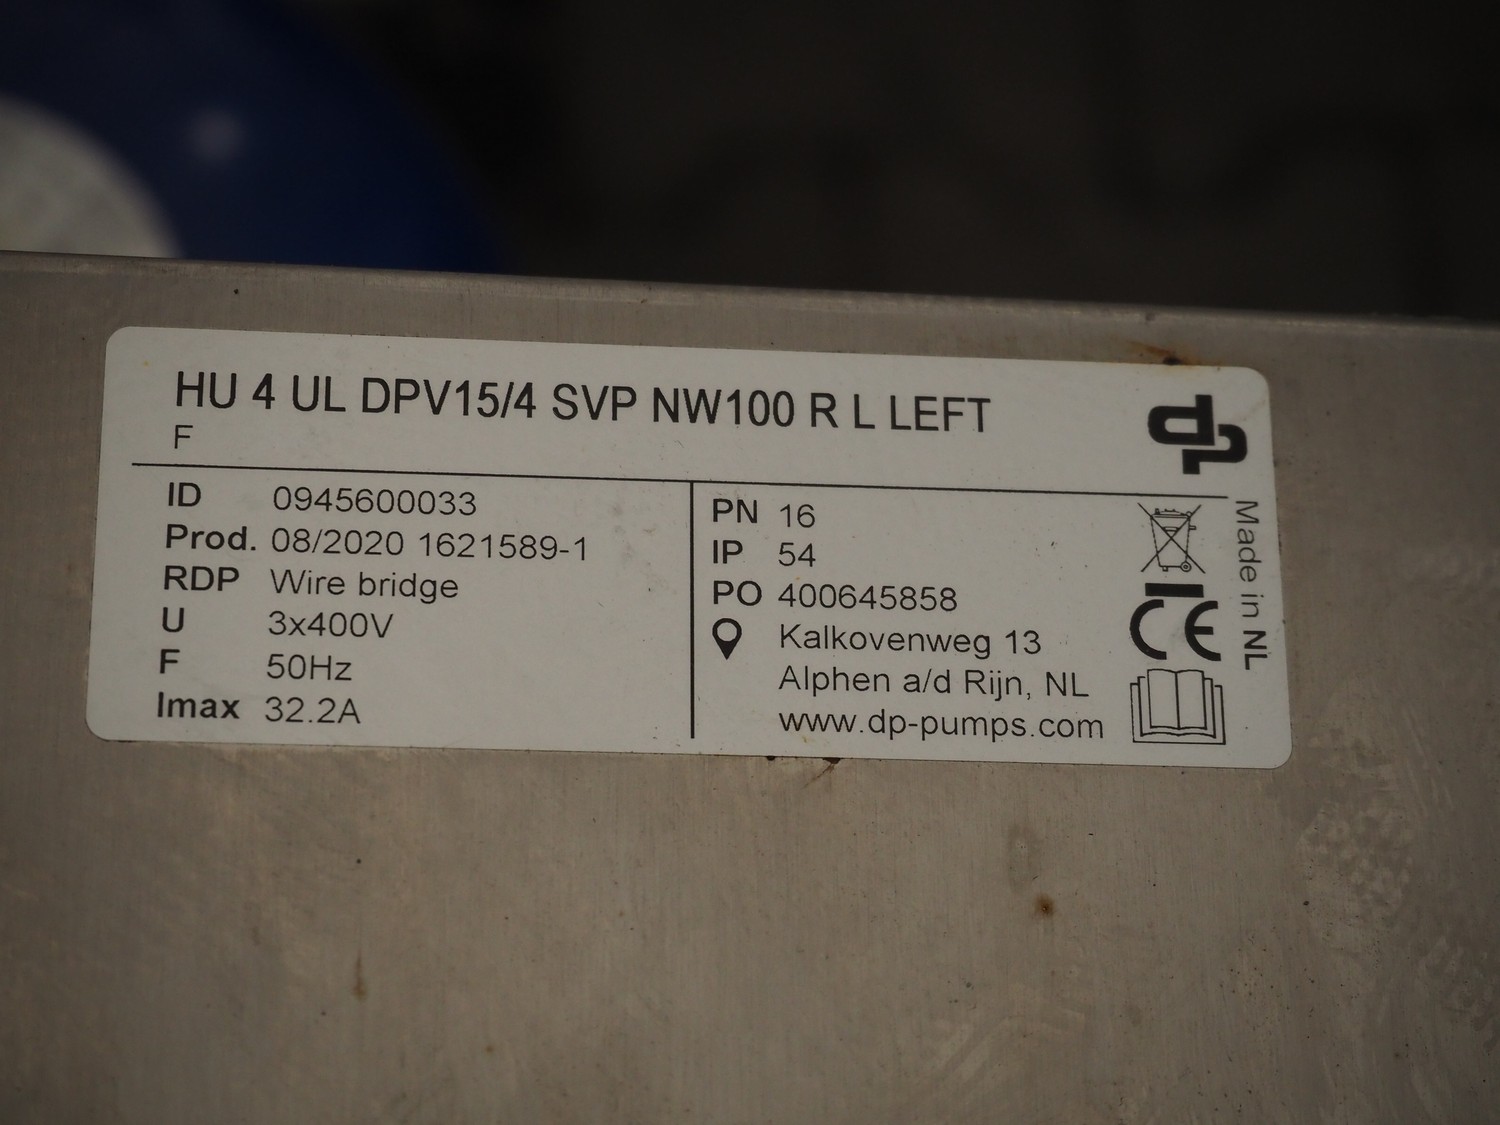 HU 4 UL DPV15/4 SVP NW100 R L LEFT
F
dp
ID 0945600033
Prod. 08/2020 1621589-1
RDP Wire bridge
U 3x400V
F 50Hz
Imax 32.2A
PN 16
IP 54
PO 400645858
Kalkovenweg 13
Alphen a/d Rijn, NL
www.dp-pumps.com
CE
Made in NL